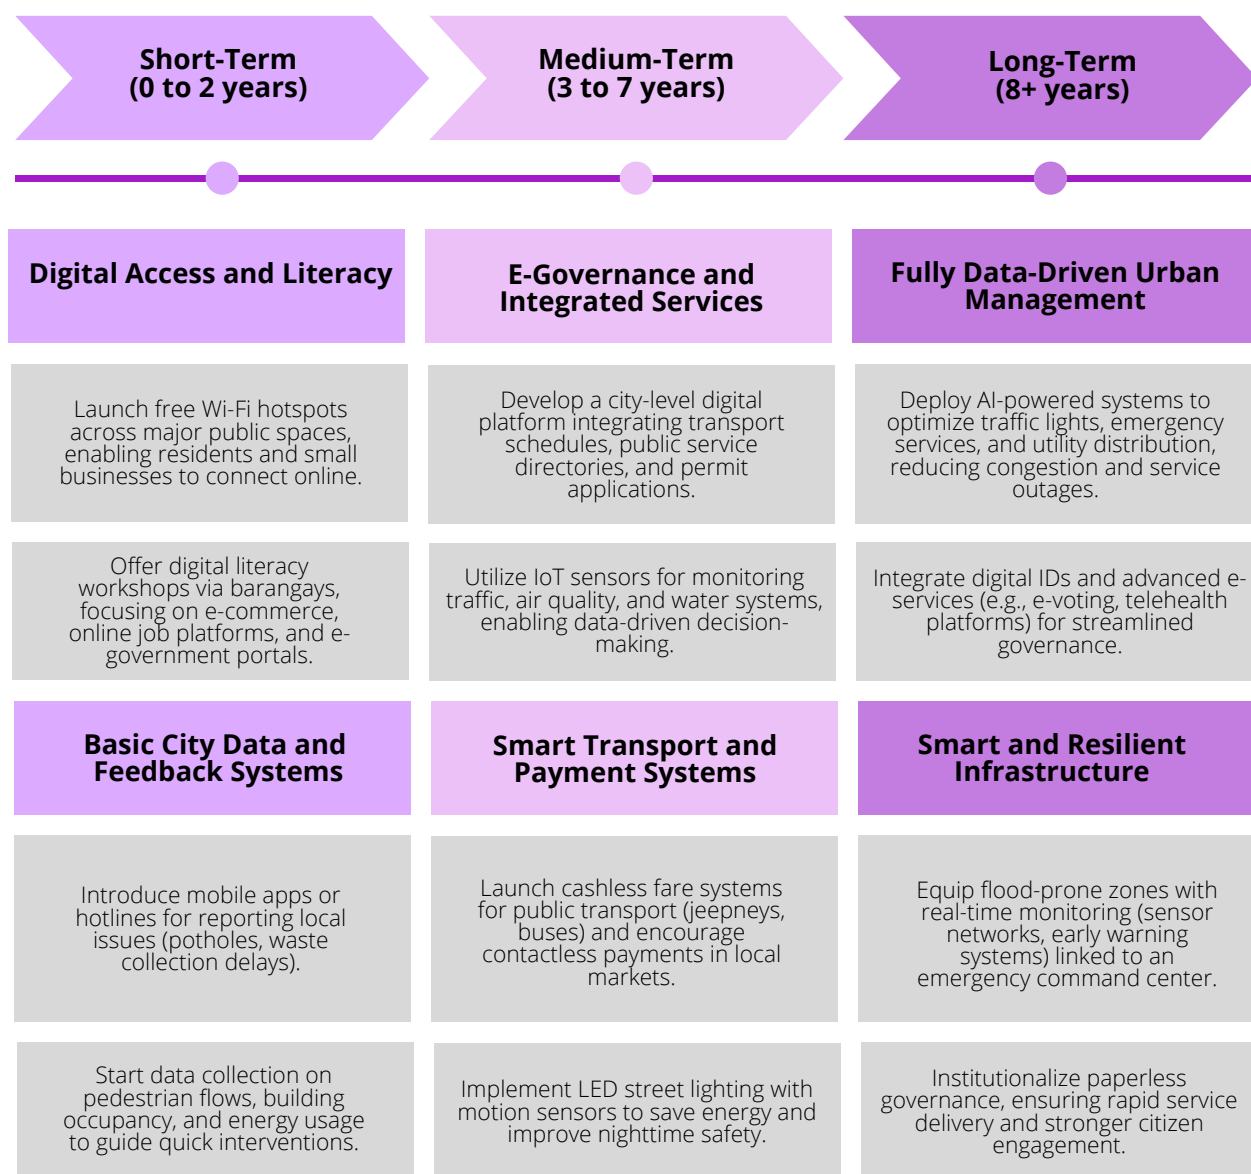 Short-Term
(0 to 2 years)
Medium-Term
(3 to 7 years)
Long-Term
(8+ years)
Digital Access and Literacy
E-Governance and
Integrated Services
Fully Data-Driven Urban
Management
Launch free Wi-Fi hotspots
across major public spaces,
enabling residents and small
businesses to connect online.
Develop a city-level digital
platform integrating transport
schedules, public service
directories, and permit
applications.
Deploy AI-powered systems to
optimize traffic lights, emergency
services, and utility distribution,
reducing congestion and service
outages.
Offer digital literacy
workshops via barangays,
focusing on e-commerce,
online job platforms, and e-
government portals.
Utilize IoT sensors for monitoring
traffic, air quality, and water systems,
enabling data-driven decision-
making.
Integrate digital IDs and advanced e-
services (e.g., e-voting, telehealth
platforms) for streamlined
governance.
Basic City Data and
Feedback Systems
Smart Transport and
Payment Systems
Smart and Resilient
Infrastructure
Introduce mobile apps or
hotlines for reporting local
issues (potholes, waste
collection delays).
Launch cashless fare systems
for public transport (jeepneys,
buses) and encourage
contactless payments in local
markets.
Equip flood-prone zones with
real-time monitoring (sensor
networks, early warning
systems) linked to an
emergency command center.
Start data collection on
pedestrian flows, building
occupancy, and energy usage
to guide quick interventions.
Implement LED street lighting with
motion sensors to save energy and
improve nighttime safety.
Institutionalize paperless
governance, ensuring rapid service
delivery and stronger citizen
engagement.